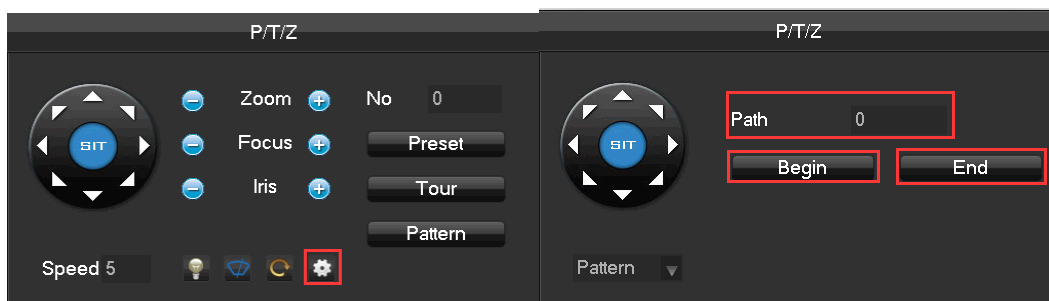 P/T/Z
Zoom
No 0
SIT
Focus
Preset
Iris
Tour
Pattern
Speed 5
P/T/Z
Path 0
SIT
Begin
End
Pattern